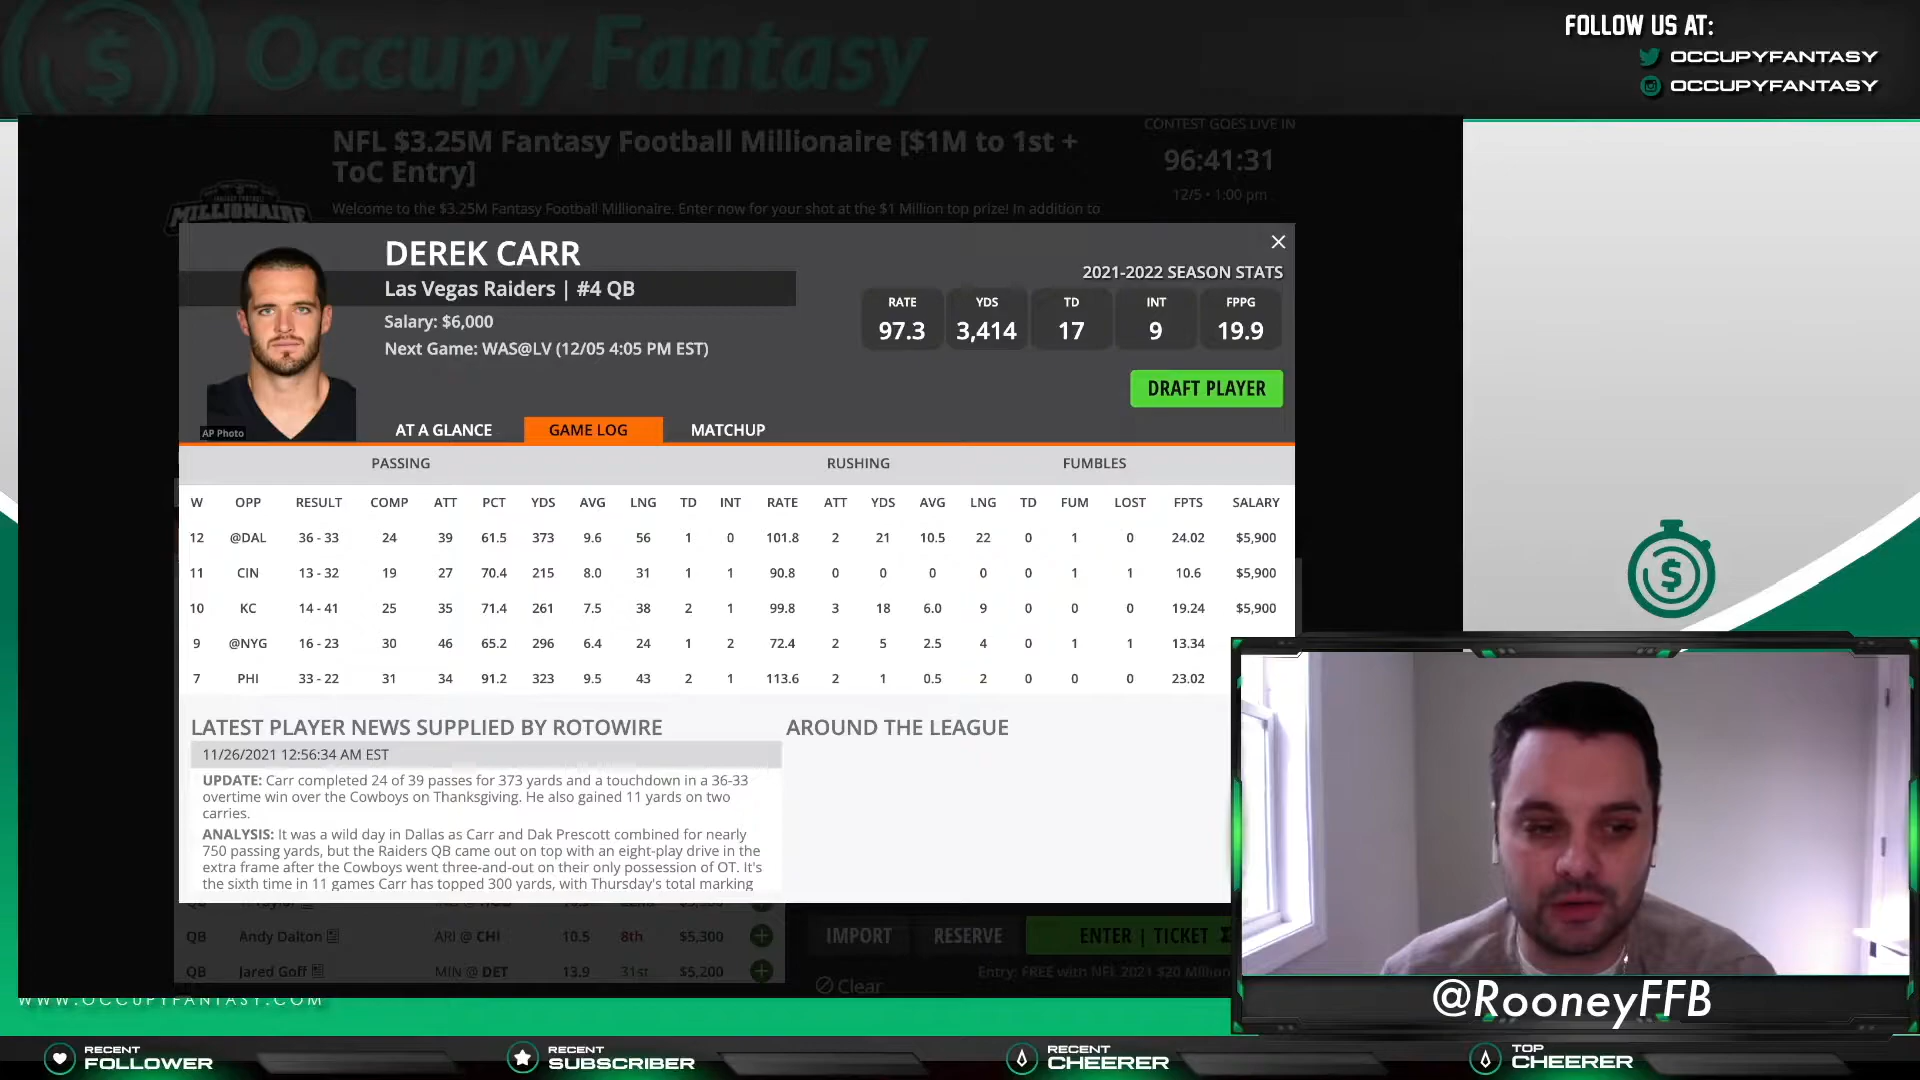 Occupy Fantasy
FOLLOW US AT:
OCCUPYFANTASY
OCCUPYFANTASY
NFL $3.25M Fantasy Football Millionaire [$1M to 1st +
ToC Entry]
CONTEST GOES LIVE IN
96:41:31
12/5 • 1:00 pm
MILLIONAIRE
Welcome to the $3.25M Fantasy Football Millionaire. Enter now for your shot at the $1 Million top prize! In addition to
DEREK CARR
Las Vegas Raiders | #4 QB
Salary: $6,000
Next Game: WAS@LV (12/05 4:05 PM EST)
AP Photo
2021-2022 SEASON STATS
RATE YDS TD INT FPPG
97.3 3,414 17 9 19.9
DRAFT PLAYER
AT A GLANCE GAME LOG MATCHUP
PASSING RUSHING FUMBLES
W OPP RESULT COMP ATT PCT YDS AVG LNG TD INT RATE ATT YDS AVG LNG TD FUM LOST FPTS SALARY
12 @DAL 36 - 33 24 39 61.5 373 9.6 56 1 0 101.8 2 21 10.5 22 0 1 0 24.02 $5,900
11 CIN 13 - 32 19 27 70.4 215 8.0 31 1 1 90.8 0 0 0 0 0 1 1 10.6 $5,900
10 KC 14 - 41 25 35 71.4 261 7.5 38 2 1 99.8 3 18 6.0 9 0 0 0 19.24 $5,900
9 @NYG 16 - 23 30 46 65.2 296 6.4 24 1 2 72.4 2 5 2.5 4 0 1 1 13.34
7 PHI 33 - 22 31 34 91.2 323 9.5 43 2 1 113.6 2 1 0.5 2 0 0 0 23.02
LATEST PLAYER NEWS SUPPLIED BY ROTOWIRE
AROUND THE LEAGUE
11/26/2021 12:56:34 AM EST
UPDATE: Carr completed 24 of 39 passes for 373 yards and a touchdown in a 36-33
overtime win over the Cowboys on Thanksgiving. He also gained 11 yards on two
carries.
ANALYSIS: It was a wild day in Dallas as Carr and Dak Prescott combined for nearly
750 passing yards, but the Raiders QB came out on top with an eight-play drive in the
extra frame after the Cowboys went three-and-out on their only possession of OT. It's
the sixth time in 11 games Carr has topped 300 yards, with Thursday's total marking
QB Andy Dalton ARI @ CHI 10.5 8th $5,300
QB Jared Goff MIN @ DET 13.9 31st $5,200
IMPORT RESERVE ENTER | TICKET
Entry: FREE with NFL 2021 $20 Million
Clear
WWW.OCCUPYFANTASY.COM
@RooneyFFB
RECENT
FOLLOWER
RECENT
SUBSCRIBER
RECENT
CHEERER
TOP
CHEERER